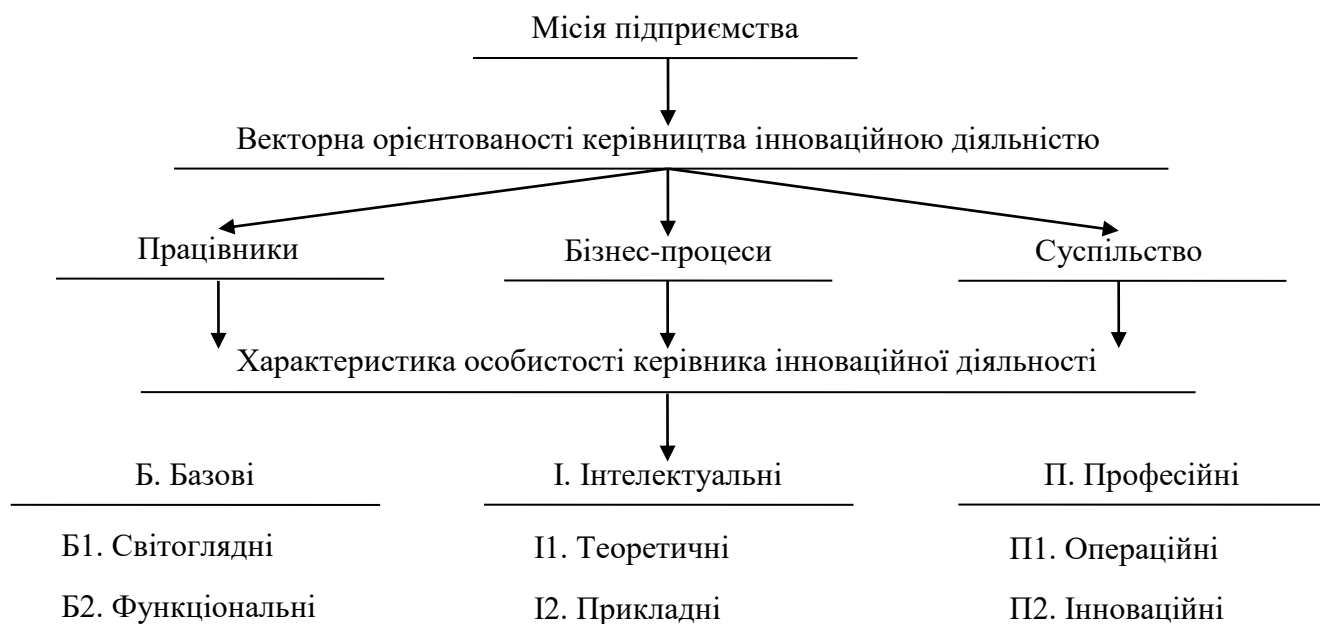 Місія підприємства
Векторна орієнтованості керівництва інноваційною діяльністю
Працівники
Бізнес-процеси
Суспільство
Характеристика особистості керівника інноваційної діяльності
Б. Базові
І. Інтелектуальні
П. Професійні
Б1. Світоглядні
І1. Теоретичні
П1. Операційні
Б2. Функціональні
І2. Прикладні
П2. Інноваційні